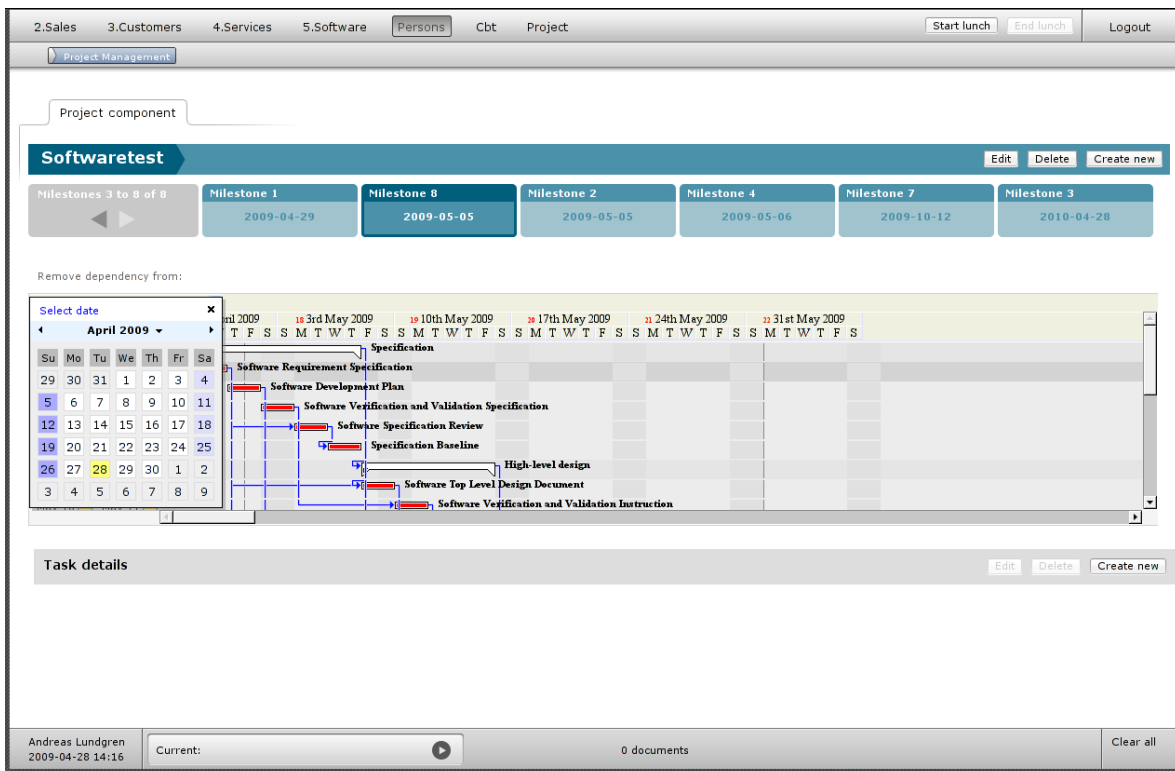 2.Sales 3.Customers 4.Services 5.Software Persons Cbt Project Start lunch End lunch Logout
Project Management
Project component
Softwaretest Edit Delete Create new
Milestones 3 to 8 of 8 Milestone 1 Milestone 8 Milestone 2 Milestone 4 Milestone 7 Milestone 3
2009-04-29 2009-05-05 2009-05-05 2009-05-06 2009-10-12 2010-04-28
Remove dependency from:
Select date x
April 2009
Su Mo Tu We Th Fr Sa
29 30 31 1 2 3 4
5 6 7 8 9 10 11
12 13 14 15 16 17 18
19 20 21 22 23 24 25
26 27 28 29 30 1 2
3 4 5 6 7 8 9
2009 18 3rd May 2009 19 10th May 2009 20 17th May 2009 21 24th May 2009 22 31st May 2009
T F S S M T W T F S S M T W T F S S M T W T F S S M T W T F S S M T W T F S
Specification
Software Requirement Specification
Software Development Plan
Software Verification and Validation Specification
Software Specification Review
Specification Baseline
High-level design
Software Top Level Design Document
Software Verification and Validation Instruction
Task details Edit Delete Create new
Andreas Lundgren
2009-04-28 14:16
Current:
0 documents
Clear all